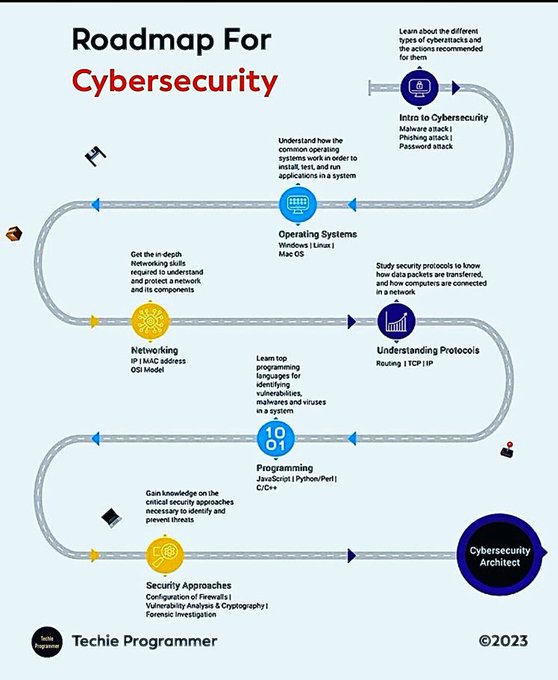 Roadmap For
Cybersecurity
Learn about the different
types of cyberattacks and
the actions recommended
for them
Intro to Cybersecurity
Malware attack |
Phishing attack |
Password attack
Understand how the
common operating
systems work in order to
install, test, and run
applications in a system
Operating Systems
Windows | Linux |
Mac OS
Get the in-depth
Networking skills
required to understand
and protect a network
and its components
Networking
IP | MAC address
OSI Model
Study security protocols to know
how data packets are transferred,
and how computers are connected
in a network
Understanding Protocols
Routing | TCP | IP
Learn top
programming
languages for
identifying
vulnerabilities,
malwares and viruses
in a system
10
01
Programming
JavaScript | Python/Perl |
C/C++
Gain knowledge on the
critical security approaches
necessary to identify and
prevent threats
Security Approaches
Configuration of Firewalls |
Vulnerability Analysis & Cryptography |
Forensic Investigation
Cybersecurity
Architect
Techie
Programmer
Techie Programmer
©2023